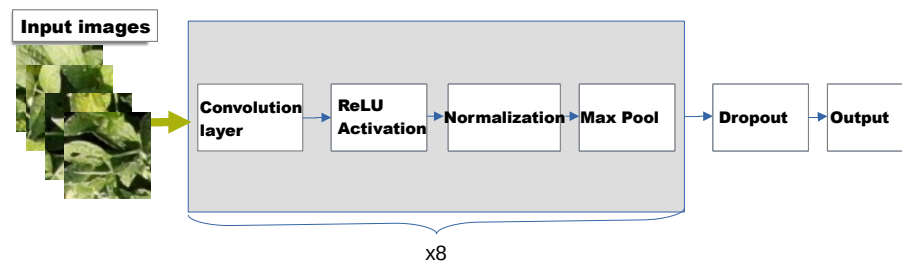 Input images
Convolution
layer
ReLU
Activation
Normalization
Max Pool
Dropout
Output
x8